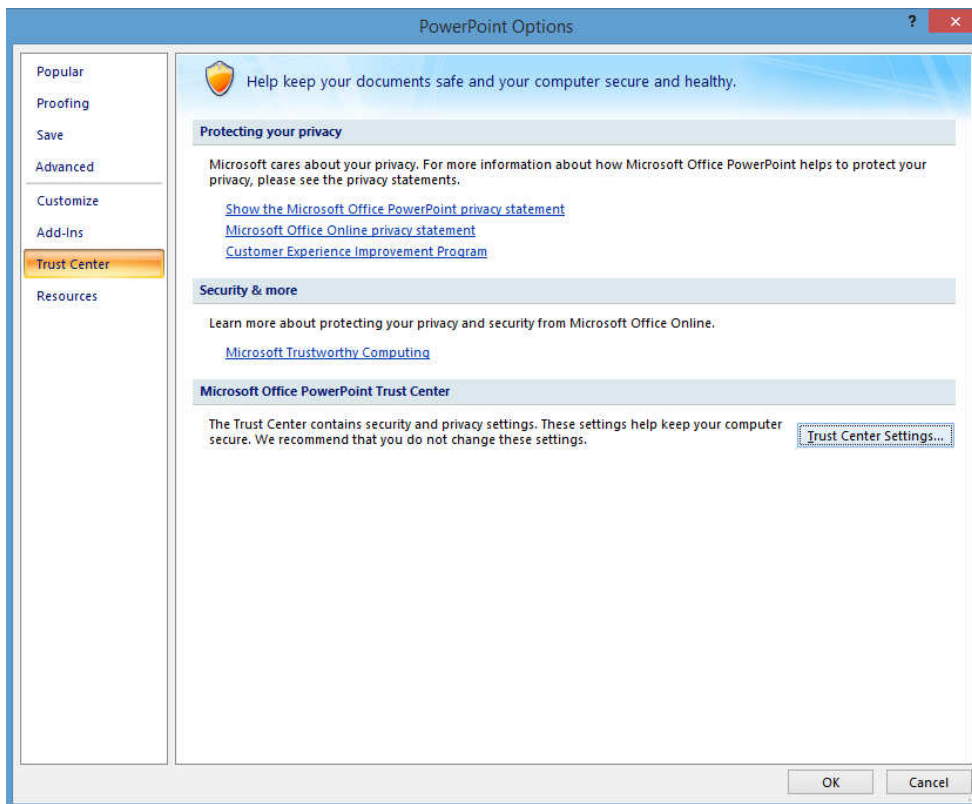 PowerPoint Options
?
Popular
Proofing
Save
Advanced
Customize
Add-Ins
Trust Center
Resources
Help keep your documents safe and your computer secure and healthy.
Protecting your privacy
Microsoft cares about your privacy. For more information about how Microsoft Office PowerPoint helps to protect your
privacy, please see the privacy statements.
Show the Microsoft Office PowerPoint privacy statement
Microsoft Office Online privacy statement
Customer Experience Improvement Program
Security & more
Learn more about protecting your privacy and security from Microsoft Office Online.
Microsoft Trustworthy Computing
Microsoft Office PowerPoint Trust Center
The Trust Center contains security and privacy settings. These settings help keep your computer
secure. We recommend that you do not change these settings.
Trust Center Settings...
OK
Cancel